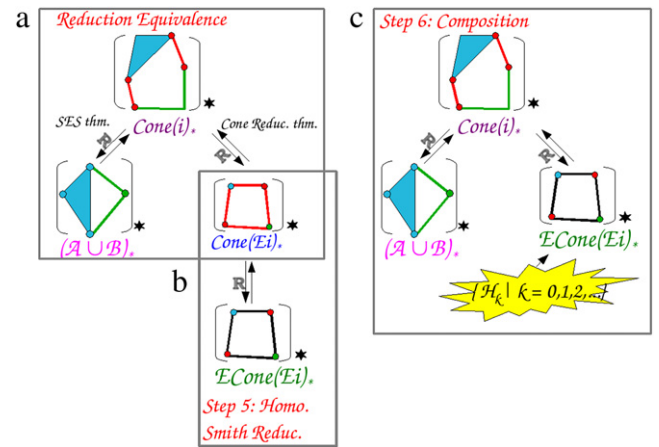 a
Reduction Equivalence
*
SES thm.
Cone(i)*
Cone Reduc. thm.
R
R
*
*
(A ∪ B)*
Cone(Ei)*
b
R
*
ECone(Ei)*
Step 5: Homo.
Smith Reduc.
c
Step 6: Composition
*
Cone(i)*
R
R
*
*
(A ∪ B)*
ECone(Ei)*
{ H_k | k = 0,1,2,